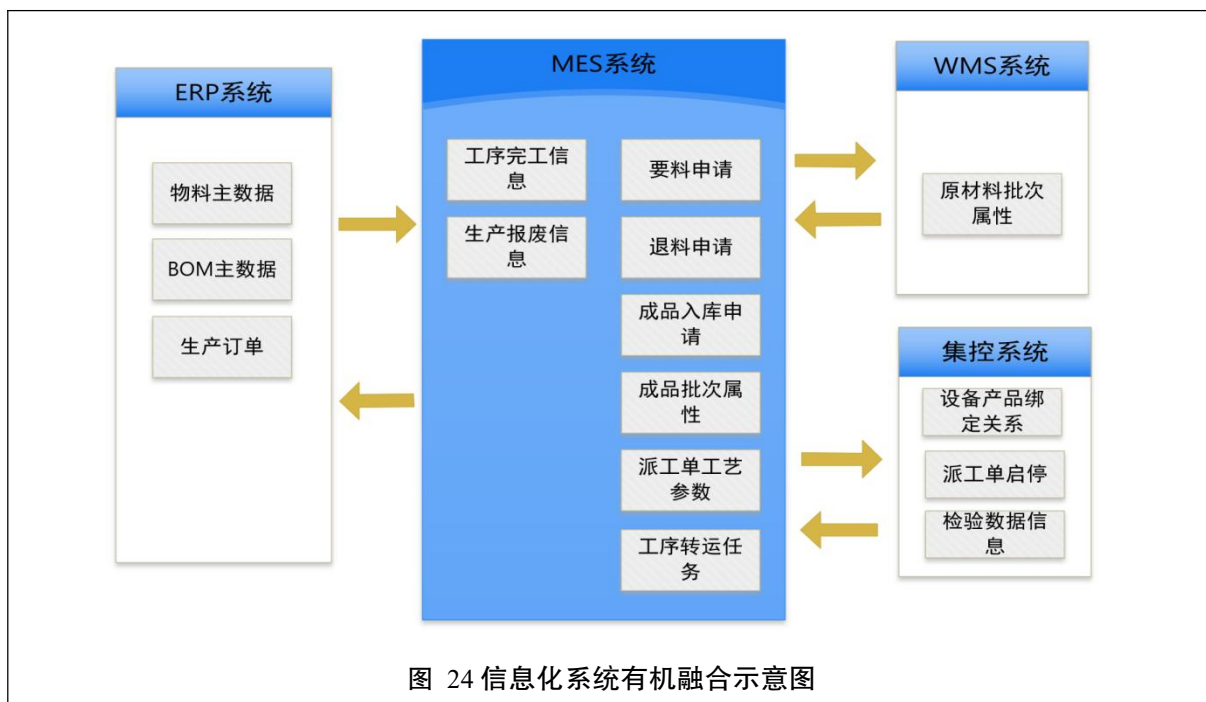 ERP系统
物料主数据
BOM主数据
生产订单
MES系统
工序完工信
息
生产报废信
息
要料申请
退料申请
成品入库申
请
成品批次属
性
派工单工艺
参数
工序转运任
务
WMS系统
原材料批次
属性
集控系统
设备产品绑
定关系
派工单启停
检验数据信
息
图 24 信息化系统有机融合示意图